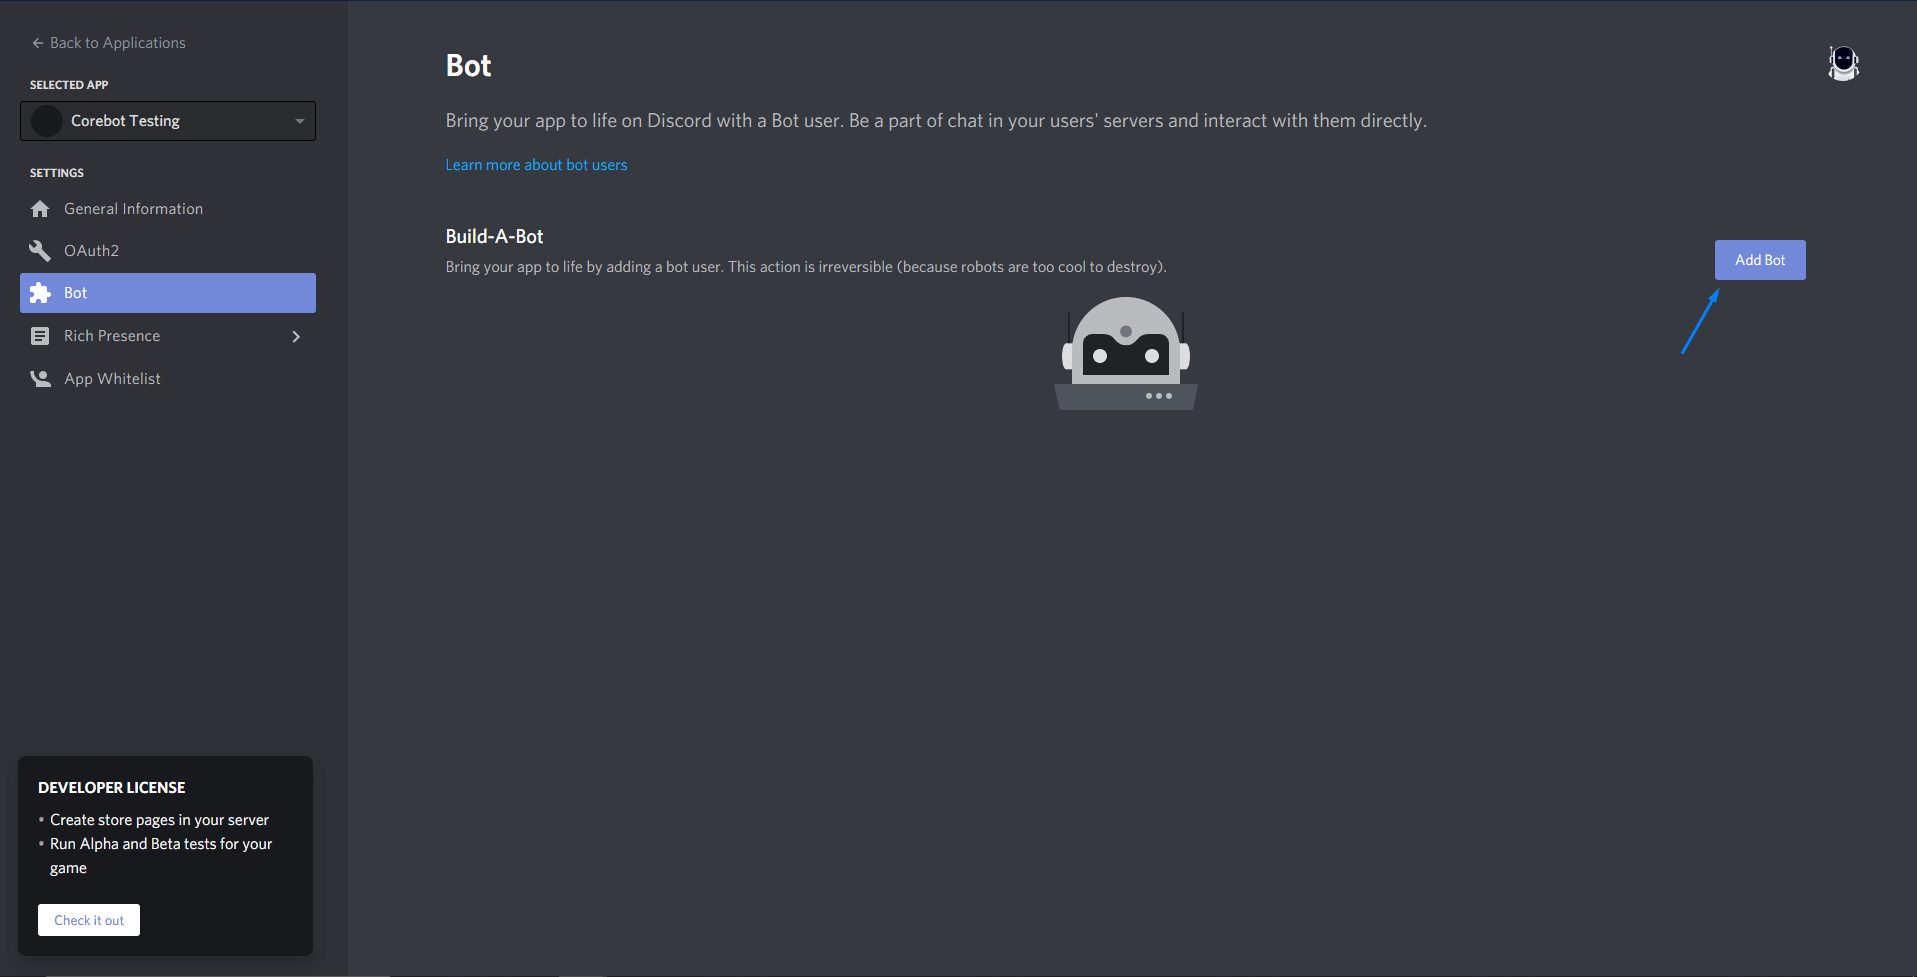 Back to Applications
SELECTED APP
Corebot Testing
SETTINGS
General Information
OAuth2
Bot
Rich Presence
App Whitelist
DEVELOPER LICENSE
• Create store pages in your server
• Run Alpha and Beta tests for your
game
Check it out
Bot
Bring your app to life on Discord with a Bot user. Be a part of chat in your users' servers and interact with them directly.
Learn more about bot users
Build-A-Bot
Bring your app to life by adding a bot user. This action is irreversible (because robots are too cool to destroy).
Add Bot